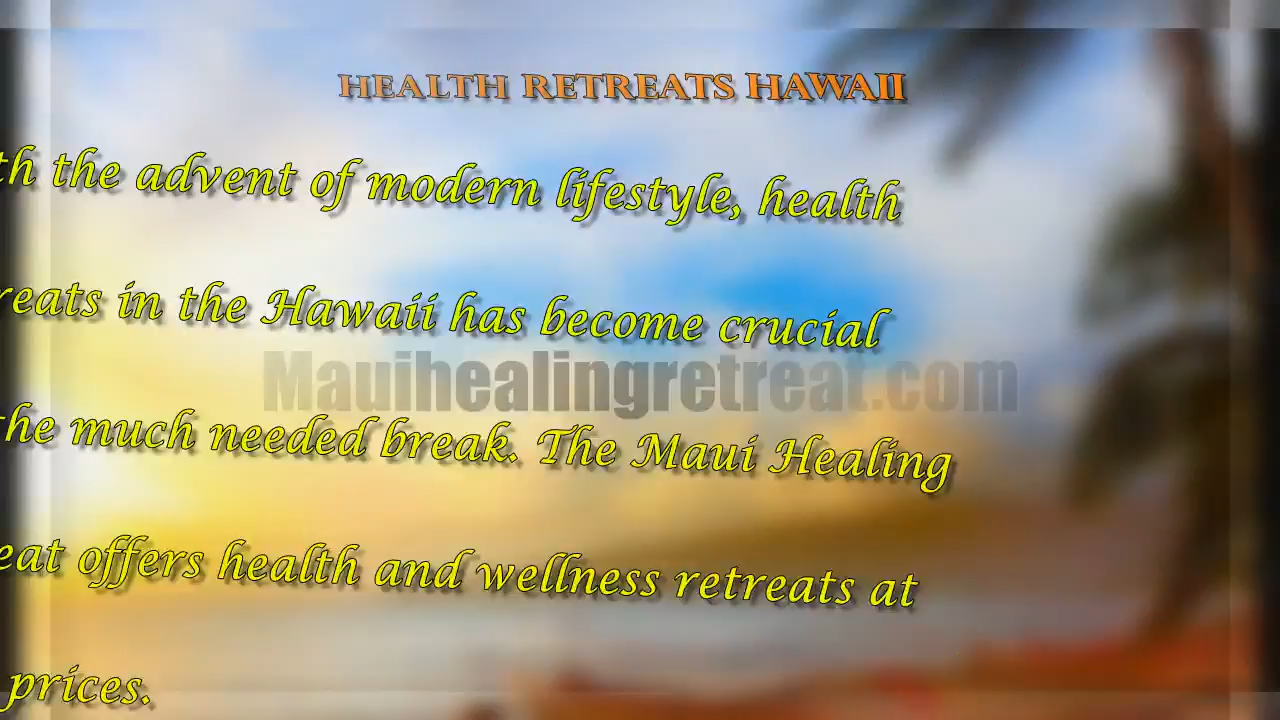 HEALTH RETREATS HAWAII
th the advent of modern lifestyle, health
reats in the Hawaii has become crucial
Mauihealingretreat.com
the much needed break. The Maui Healing
eat offers health and wellness retreats at
prices.